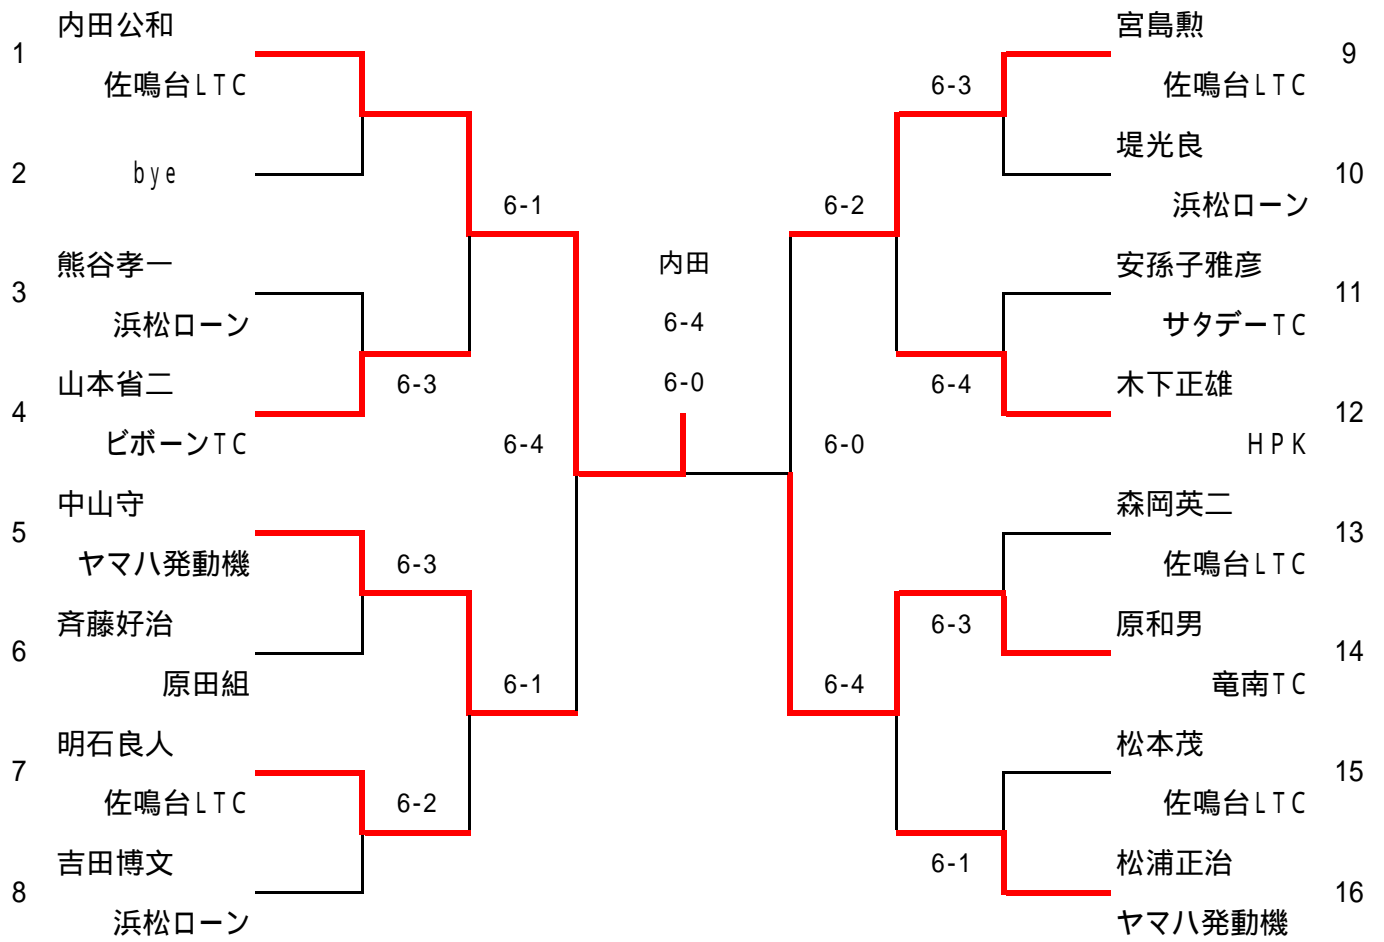 内田公和
1
佐鳴台LTC
2
bye
熊谷孝一
3
浜松ローン
山本省二
4
ビボーンTC
中山守
5
ヤマハ発動機
斉藤好治
6
原田組
明石良人
7
佐鳴台LTC
吉田博文
8
浜松ローン
6-3
6-3
6-2
6-1
6-4
6-1
内田
6-4
6-0
6-2
6-0
6-4
6-3
6-4
6-3
6-1
宮島勲
9
佐鳴台LTC
堤光良
10
浜松ローン
安孫子雅彦
11
サタデーTC
木下正雄
12
HPK
森岡英二
13
佐鳴台LTC
原和男
14
竜南TC
松本茂
15
佐鳴台LTC
松浦正治
16
ヤマハ発動機